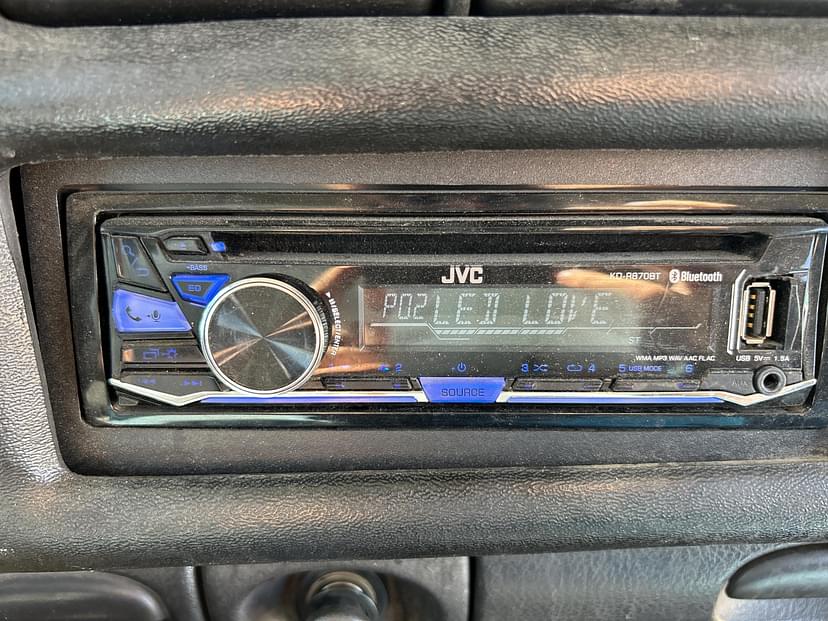 -BASS
JVC
KD-R870BT Bluetooth
EQ
P02 LED LOVE
ST
WMA MP3 WAV AAC FLAC
USB 5V 1.5A
2
3
4
5 USB MODE 6
SOURCE
AUX